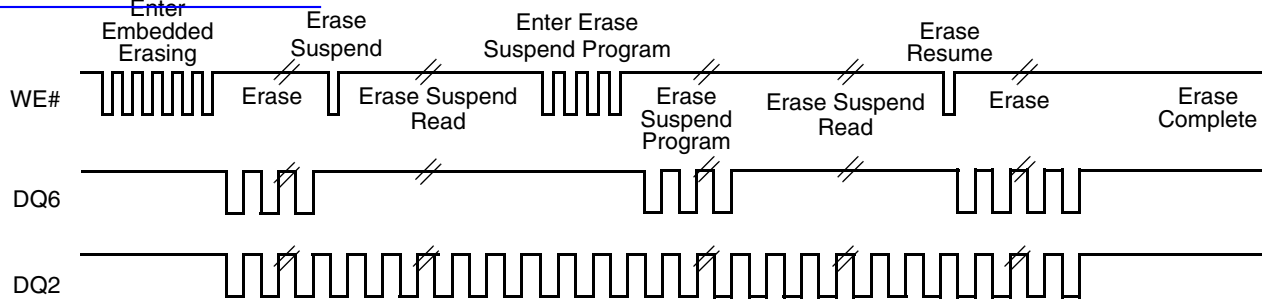 Enter
Embedded
Erasing
Erase
Suspend
Enter Erase
Suspend Program
Erase
Resume
WE#
Erase
Erase Suspend
Read
Erase
Suspend
Program
Erase Suspend
Read
Erase
Erase
Complete
DQ6
DQ2